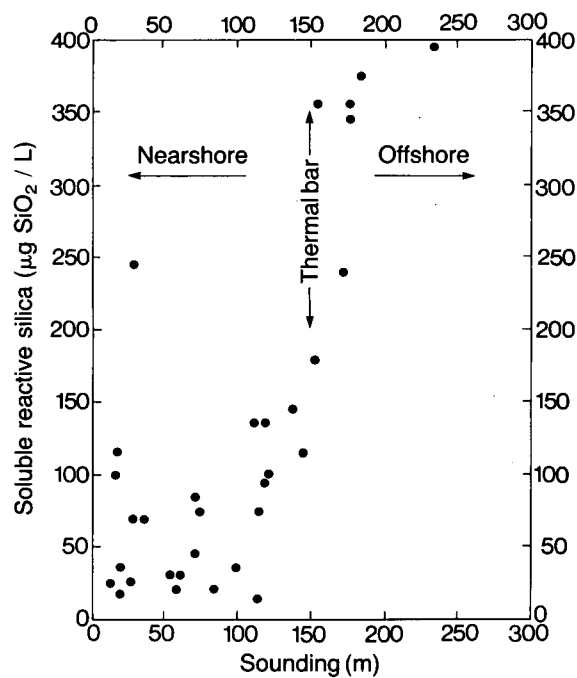 0 50 100 150 200 250 300
400 400
350 350
Nearshore Offshore
300 300
Thermal bar
250 250
200 200
150 150
100 100
50 50
0 0
0 50 100 150 200 250 300
Sounding (m)
Soluble reactive silica (µg SiO₂ / L)